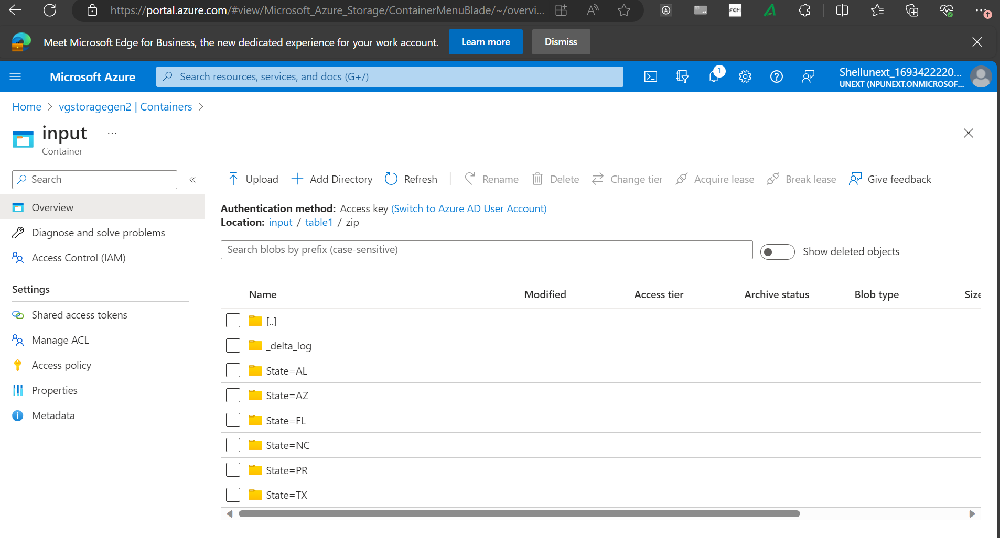 https://portal.azure.com/#view/Microsoft_Azure_Storage/ContainerMenuBlade/~/overvi...
FCM
Meet Microsoft Edge for Business, the new dedicated experience for your work account.
Learn more
Dismiss
Microsoft Azure
Search resources, services, and docs (G+/)
1
Shellunext_1693422220...
UNEXT (NPUNEXT.ONMICROSOF...
Home > vgstoragegen2 | Containers >
input ...
Container
Search
«
Upload
Add Directory
Refresh
Rename
Delete
Change tier
Acquire lease
Break lease
Give feedback
Overview
Diagnose and solve problems
Access Control (IAM)
Settings
Shared access tokens
Manage ACL
Access policy
Properties
Metadata
Authentication method: Access key (Switch to Azure AD User Account)
Location: input / table1 / zip
Search blobs by prefix (case-sensitive)
Show deleted objects
Name Modified Access tier Archive status Blob type Size
[..]
_delta_log
State=AL
State=AZ
State=FL
State=NC
State=PR
State=TX